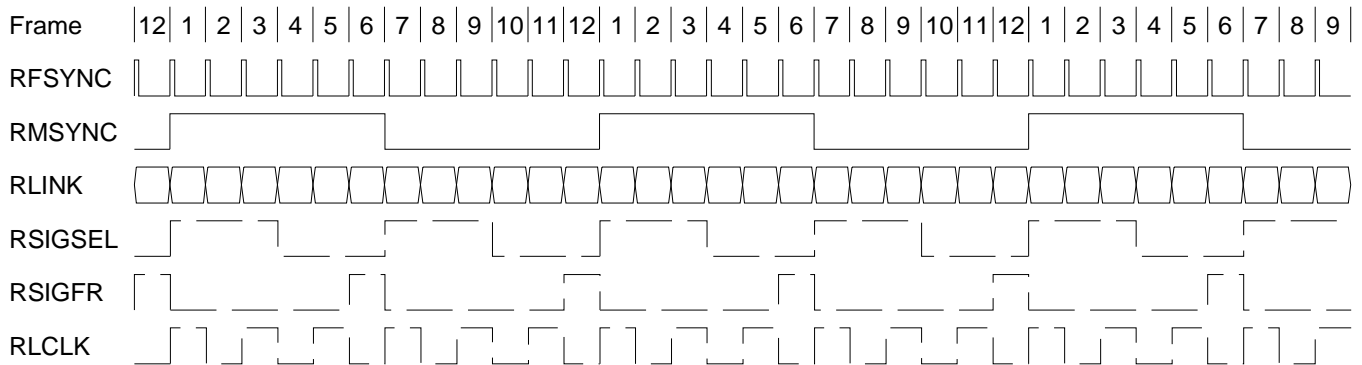 Frame 12 1 2 3 4 5 6 7 8 9 10 11 12 1 2 3 4 5 6 7 8 9 10 11 12 1 2 3 4 5 6 7 8 9
RFSYNC
RMSYNC
RLINK
RSIGSEL
RSIGFR
RLCLK